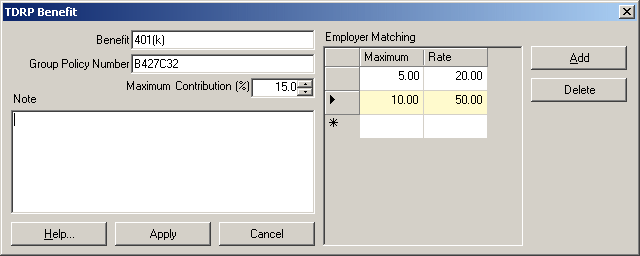 TDRP Benefit
Benefit 401(k)
Group Policy Number B427C32
Maximum Contribution (%) 15.0
Note
Help... Apply Cancel
Employer Matching
Maximum Rate
5.00 20.00
10.00 50.00
*
Add
Delete